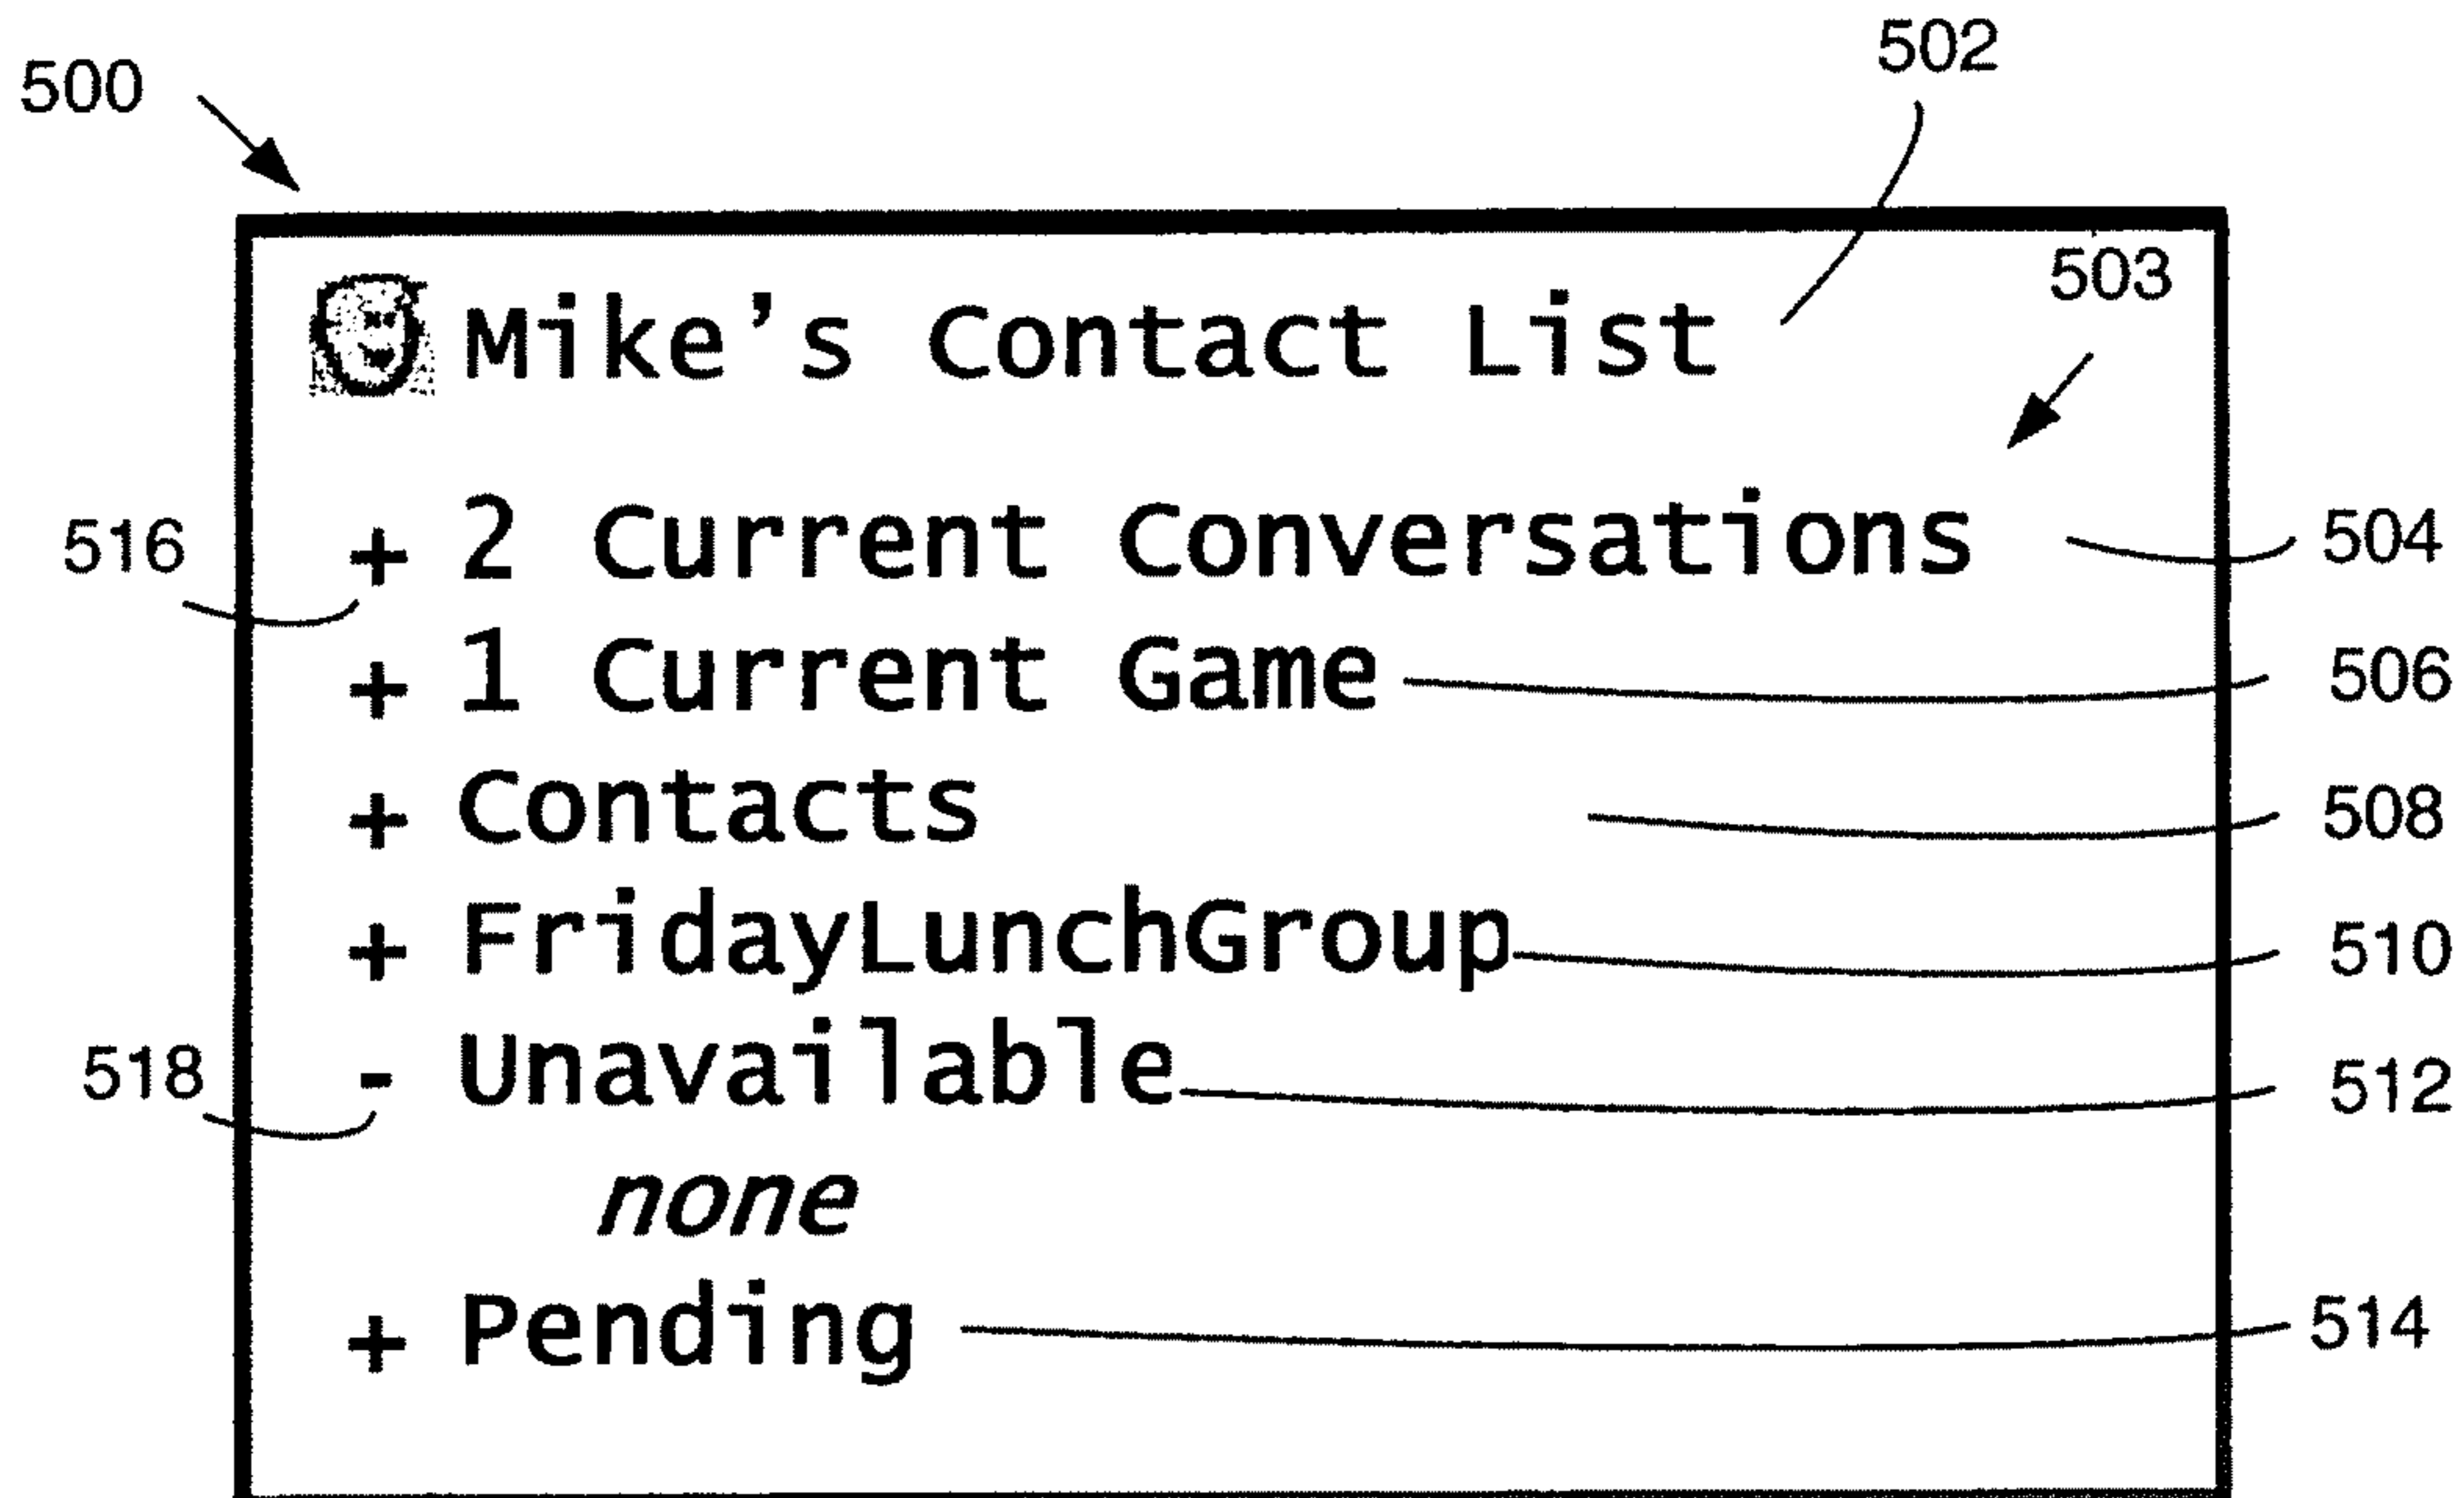 502
500
503
Mike's Contact List
516 + 2 Current Conversations 504
+ 1 Current Game 506
+ Contacts 508
+ FridayLunchGroup 510
518 - Unavailable 512
none
+ Pending 514